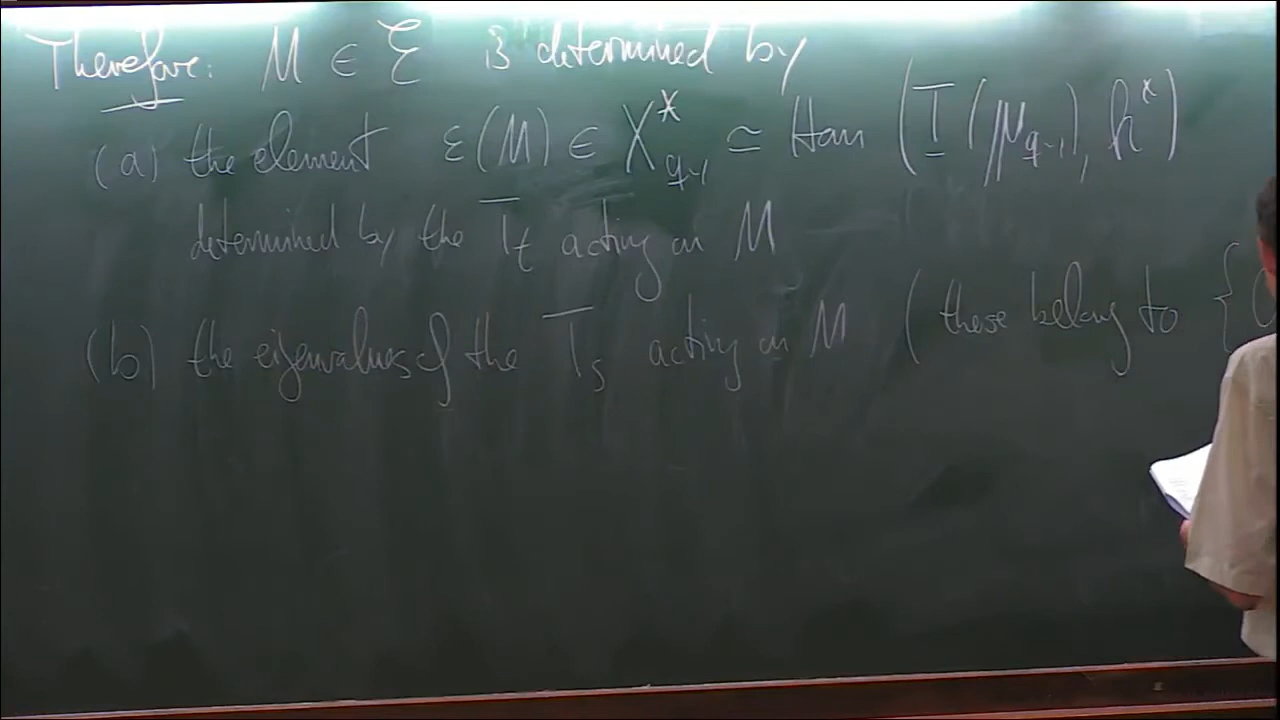 Therefore: M ∈ Ɛ is determined by
(a) the element ε(M) ∈ X*_{q-1} ≃ Hom (T(μ_{q-1}), k*)
determined by the T_t acting on M
(b) the eigenvalues of the T_s acting on M (these belong to {0